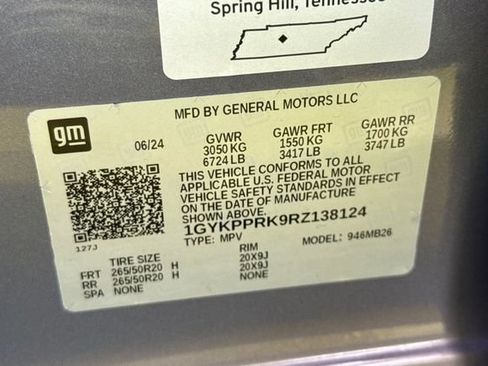 Spring Hill, Tennessee
MFD BY GENERAL MOTORS LLC
gm
06/24
GVWR GAWR FRT GAWR RR
3050 KG 1550 KG 1700 KG
6724 LB 3417 LB 3747 LB
THIS VEHICLE CONFORMS TO ALL
APPLICABLE U.S. FEDERAL MOTOR
VEHICLE SAFETY STANDARDS IN EFFECT
ON THE DATE OF MANUFACTURE
SHOWN ABOVE.
1GYKPPRK9RZ138124
TYPE: MPV MODEL: 946MB26
127J
TIRE SIZE RIM
FRT 265/50R20 H 20X9J
RR 265/50R20 H 20X9J
SPA NONE NONE